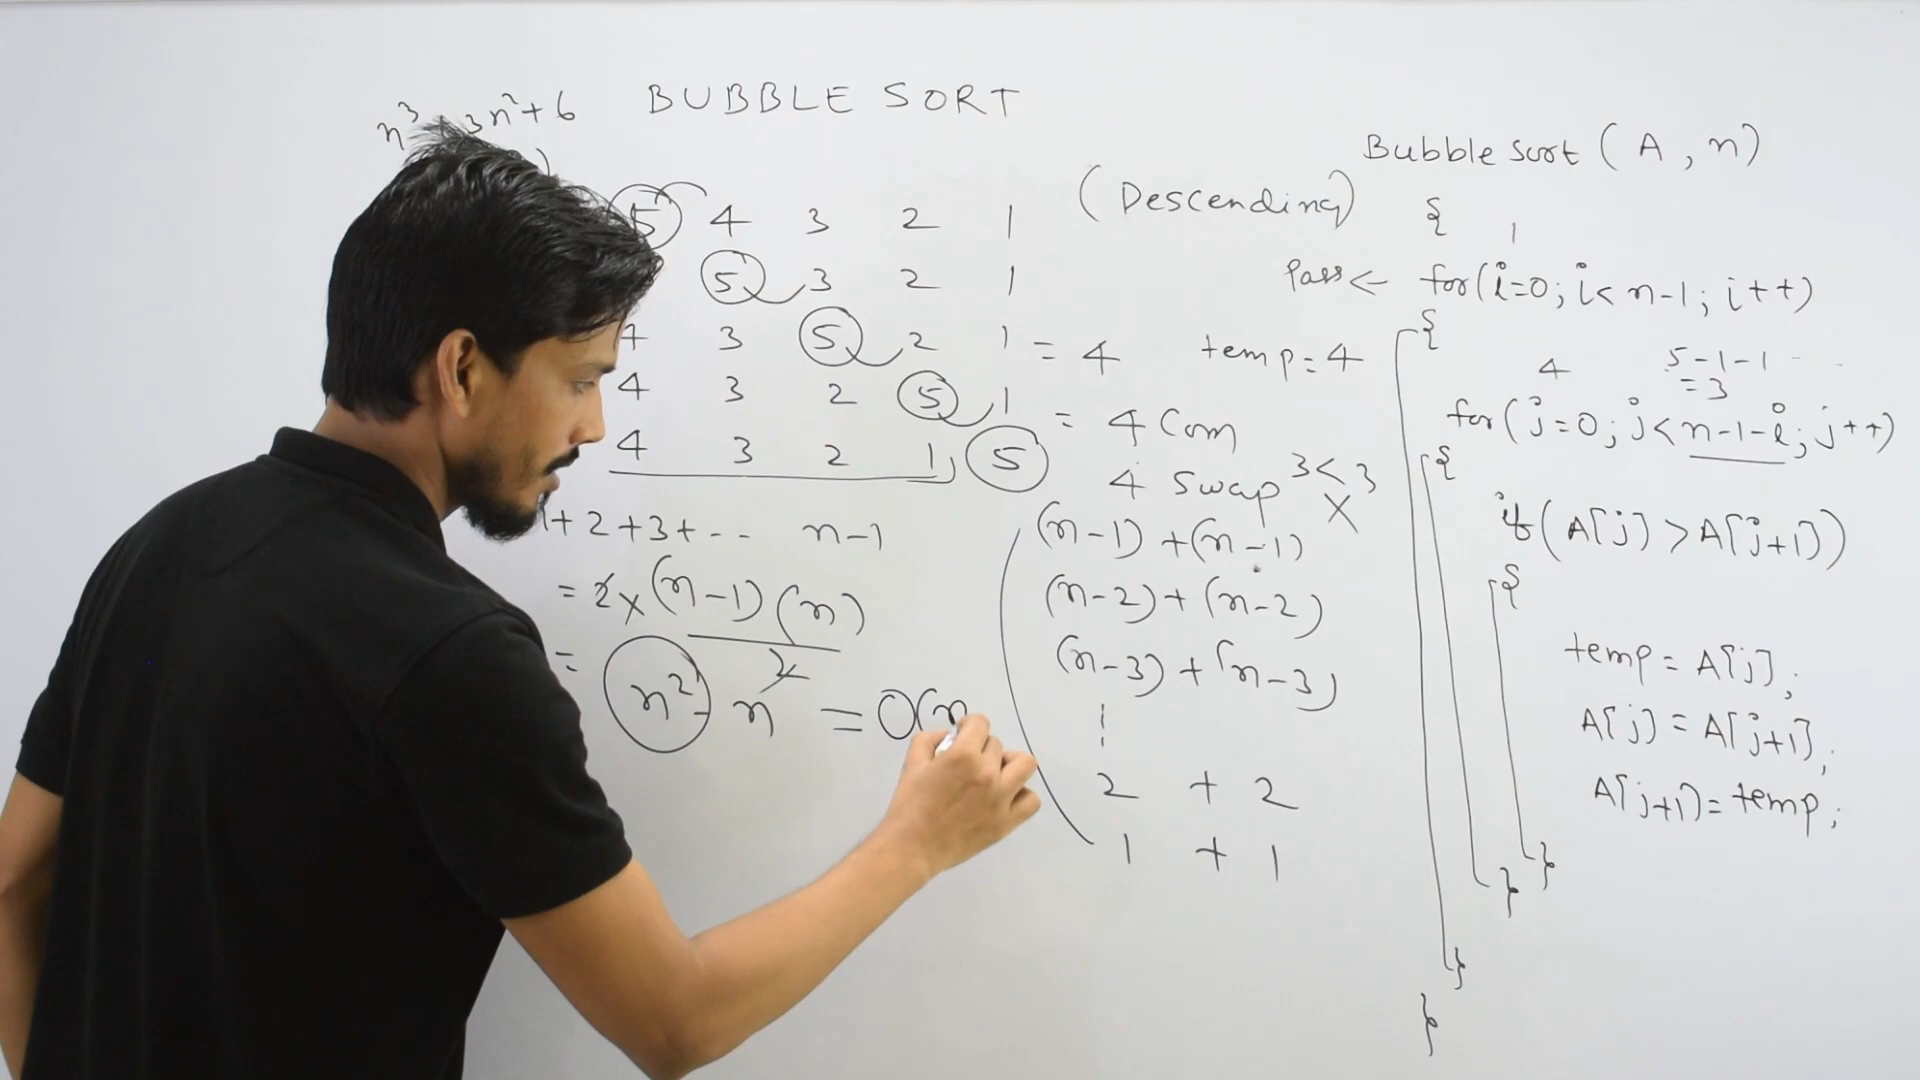 n³ + 3n² + 6
BUBBLE SORT
5 4 3 2 1
5 3 2 1
3 5 2 1 = 4
4 3 2 5 1 = 4 Com
4 3 2 1 5
4 Swap
1 + 2 + 3 + -- n-1
= 2 x (n-1) (n)
2
= n² - n = O(n
(Descending)
temp = 4
3 < 3
X
(n-1) + (n-1)
(n-2) + (n-2)
(n-3) + (n-3)
2 + 2
1 + 1
Bubble sort (A, n)
{
1
Pass ← for(i=0; i< n-1; i++)
{
4 5-1-1
=3
for(j=0; j< n-1-i; j++)
{
if(A[j] > A[j+1])
{
temp = A[j];
A[j] = A[j+1];
A[j+1] = temp;
}
}
}
}